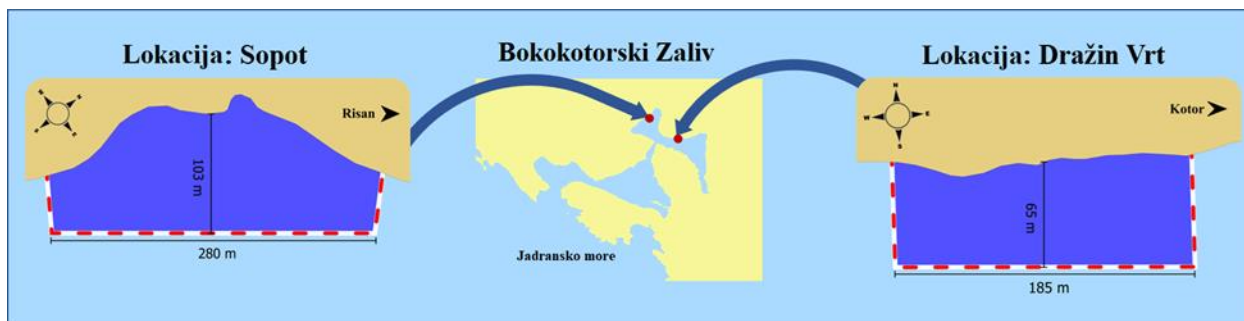 Lokacija: Sopot
Risan
103 m
280 m
Bokokotorski Zaliv
Jadransko more
Lokacija: Dražin Vrt
N
W
E
S
Kotor
65 m
185 m